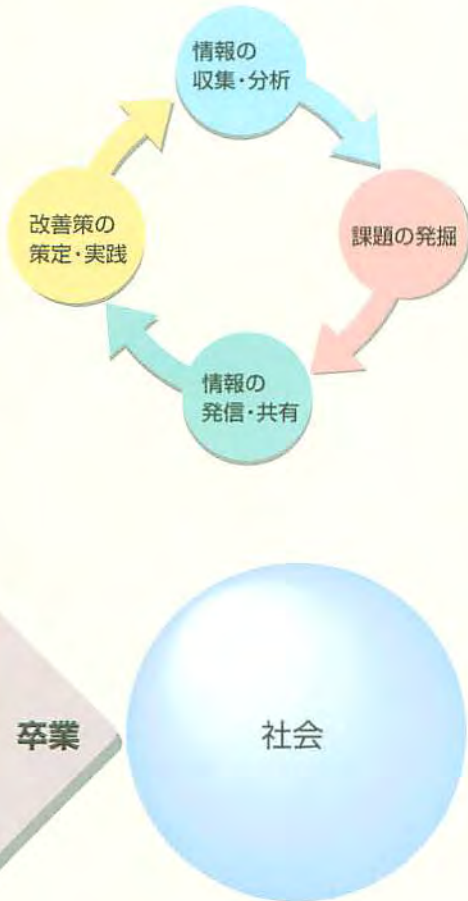 情報の
収集・分析
課題の発掘
改善策の
策定・実践
情報の
発信・共有
卒業
社会